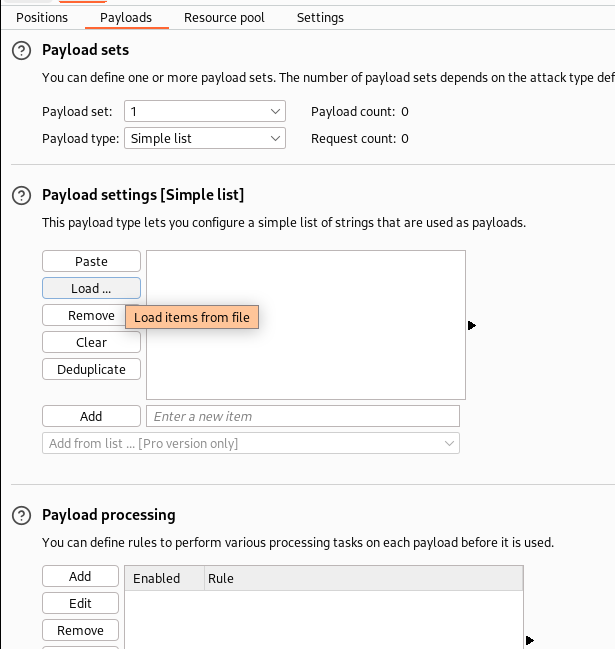 Positions Payloads Resource pool Settings
? Payload sets
You can define one or more payload sets. The number of payload sets depends on the attack type def
Payload set: 1 Payload count: 0
Payload type: Simple list Request count: 0
? Payload settings [Simple list]
This payload type lets you configure a simple list of strings that are used as payloads.
Paste
Load ...
Remove
Load items from file
Clear
Deduplicate
Add Enter a new item
Add from list ... [Pro version only]
? Payload processing
You can define rules to perform various processing tasks on each payload before it is used.
Add Enabled Rule
Edit
Remove